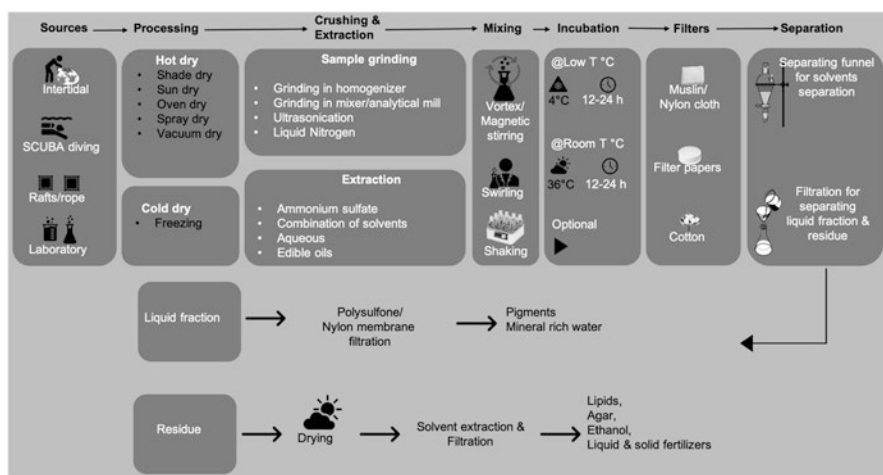 Sources
Processing
Crushing &
Extraction
Mixing
Incubation
Filters
Separation
Intertidal
SCUBA diving
Rafts/rope
Laboratory
Hot dry
• Shade dry
• Sun dry
• Oven dry
• Spray dry
• Vacuum dry
Cold dry
• Freezing
Sample grinding
• Grinding in homogenizer
• Grinding in mixer/analytical mill
• Ultrasonication
• Liquid Nitrogen
Extraction
• Ammonium sulfate
• Combination of solvents
• Aqueous
• Edible oils
Vortex/
Magnetic
stirring
Swirling
Shaking
@Low T °C
4°C 12-24 h
@Room T °C
36°C 12-24 h
Optional
Muslin/
Nylon cloth
Filter papers
Cotton
Separating funnel
for solvents
separation
Filtration for
separating
liquid fraction &
residue
Liquid fraction
Polysulfone/
Nylon membrane
filtration
Pigments
Mineral rich water
Residue
Drying
Solvent extraction &
Filtration
Lipids,
Agar,
Ethanol,
Liquid & solid fertilizers